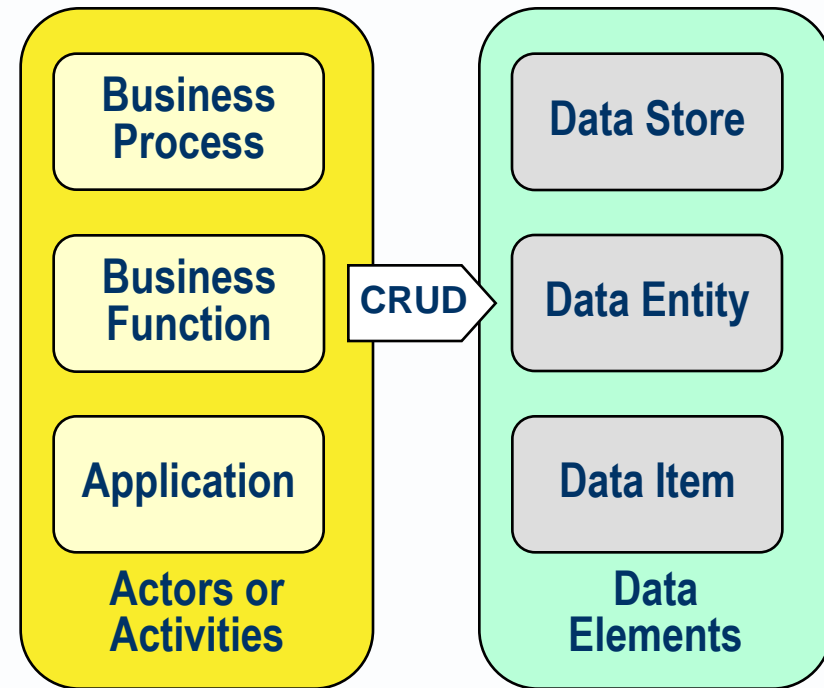 Business
Process
Business
Function
Application
Actors or
Activities
CRUD
Data Store
Data Entity
Data Item
Data
Elements